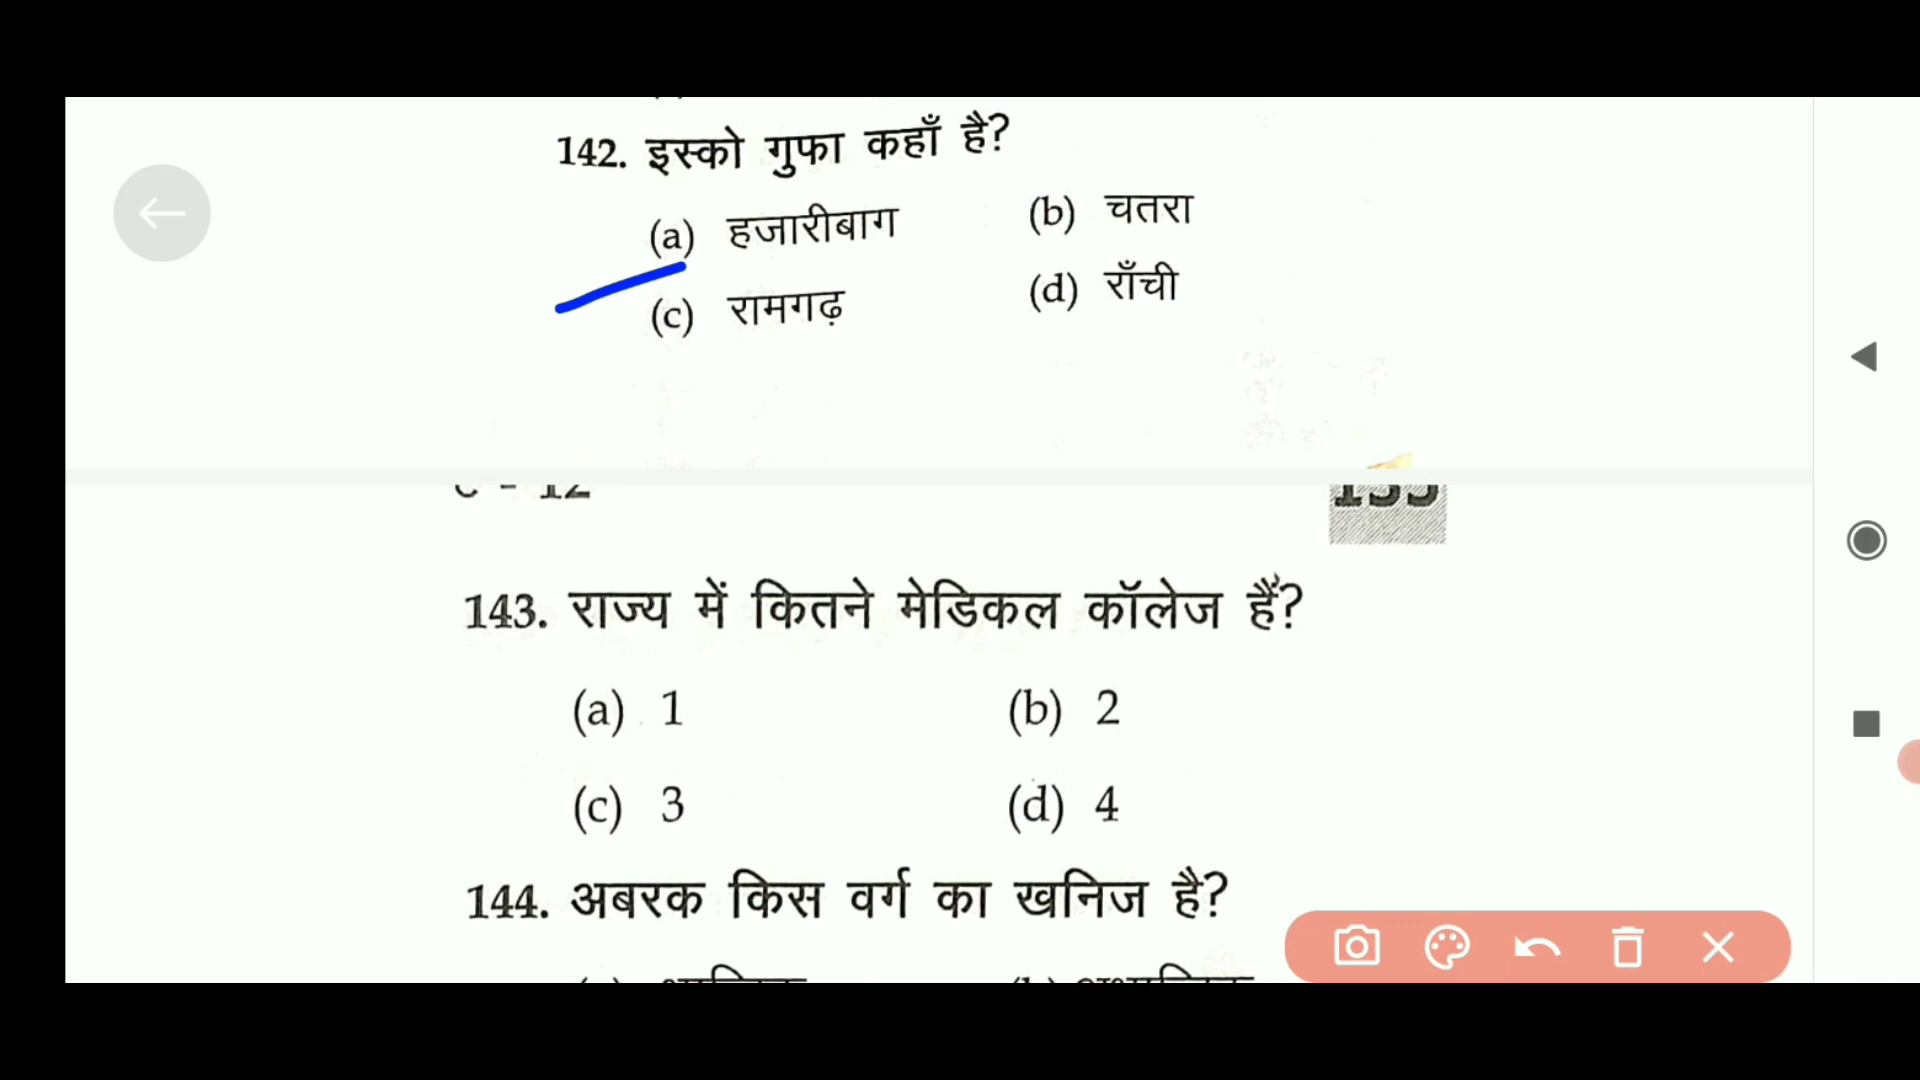 142. इस्को गुफा कहाँ है?
(a) हजारीबाग (b) चतरा
(c) रामगढ़ (d) राँची
143. राज्य में कितने मेडिकल कॉलेज हैं?
(a) 1 (b) 2
(c) 3 (d) 4
144. अबरक किस वर्ग का खनिज है?